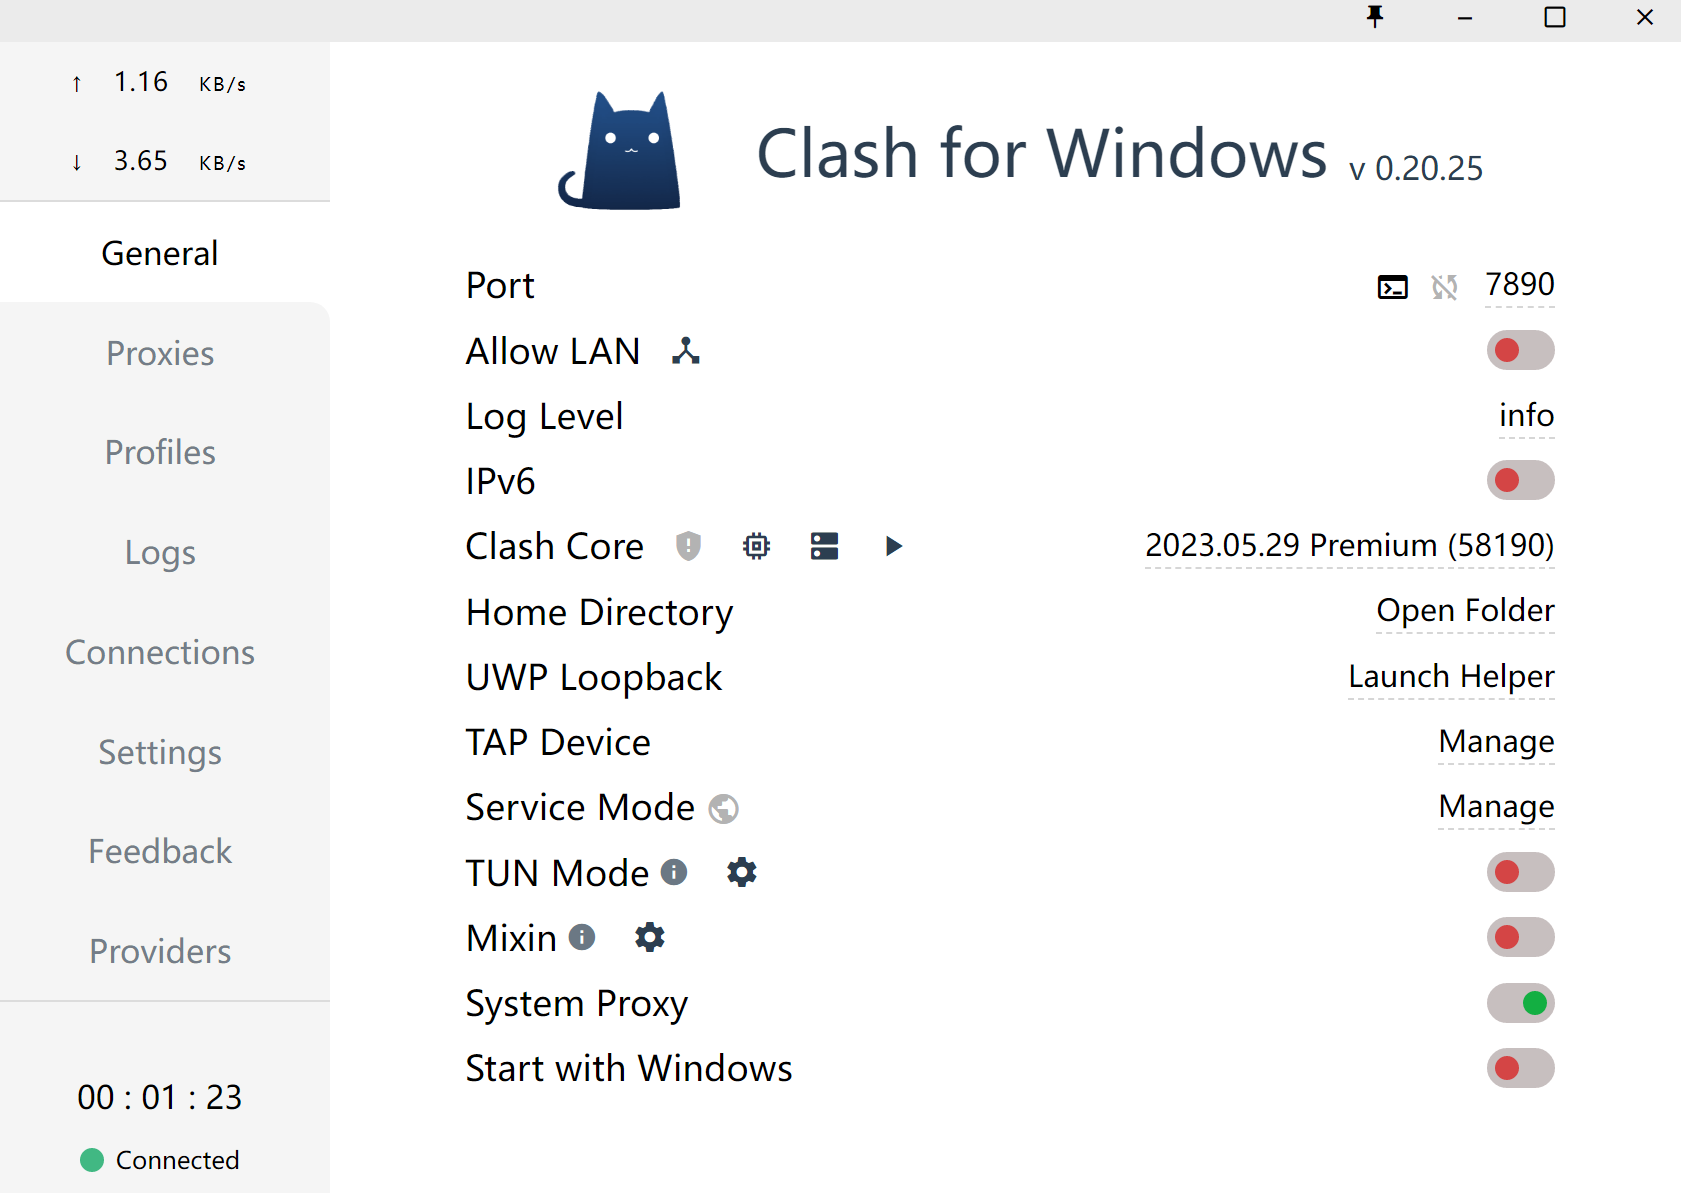 ↑ 1.16 KB/s
↓ 3.65 KB/s
General
Proxies
Profiles
Logs
Connections
Settings
Feedback
Providers
00 : 01 : 23
Connected
Clash for Windows v 0.20.25
Port 7890
Allow LAN
Log Level info
IPv6
Clash Core 2023.05.29 Premium (58190)
Home Directory Open Folder
UWP Loopback Launch Helper
TAP Device Manage
Service Mode Manage
TUN Mode
Mixin
System Proxy
Start with Windows